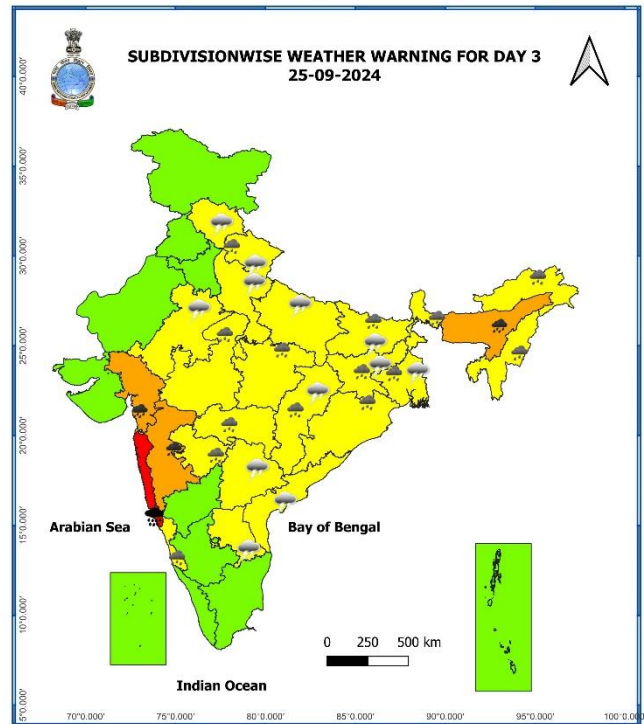 SUBDIVISIONWISE WEATHER WARNING FOR DAY 3
25-09-2024
40°0.000'
35°0.000'
30°0.000'
25°0.000'
20°0.000'
15°0.000'
10°0.000'
5°0.000'
Arabian Sea
Bay of Bengal
0 250 500 km
Indian Ocean
70°0.000' 75°0.000' 80°0.000' 85°0.000' 90°0.000' 95°0.000'